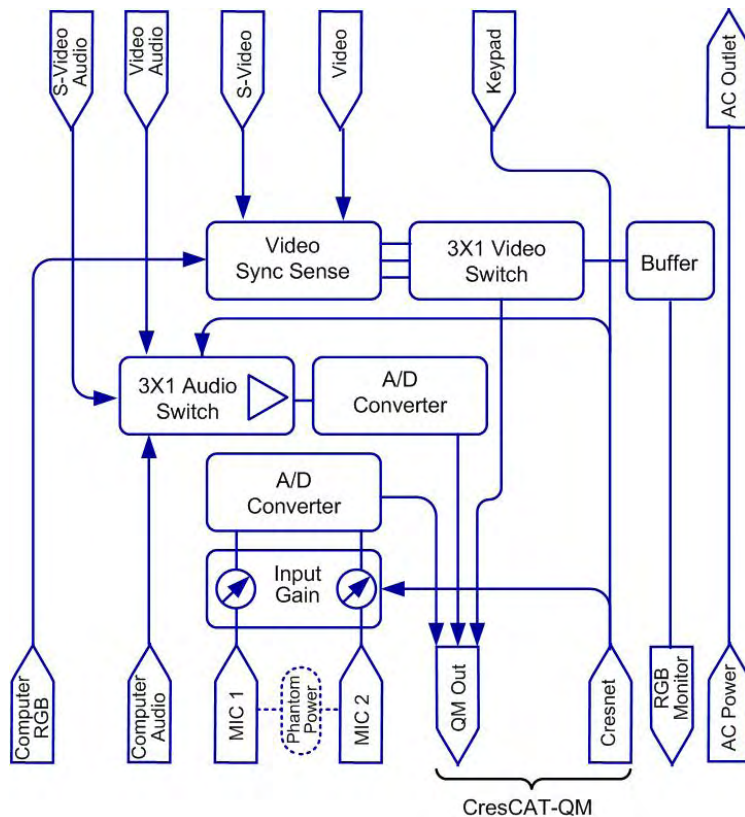 S-Video
Audio
Video
Audio
S-Video
Video
Keypad
AC Outlet
Video
Sync Sense
3X1 Video
Switch
Buffer
3X1 Audio
Switch
A/D
Converter
A/D
Converter
Input
Gain
Computer
RGB
Computer
Audio
MIC 1
Phantom
Power
MIC 2
QM Out
Cresnet
RGB
Monitor
AC Power
CresCAT-QM